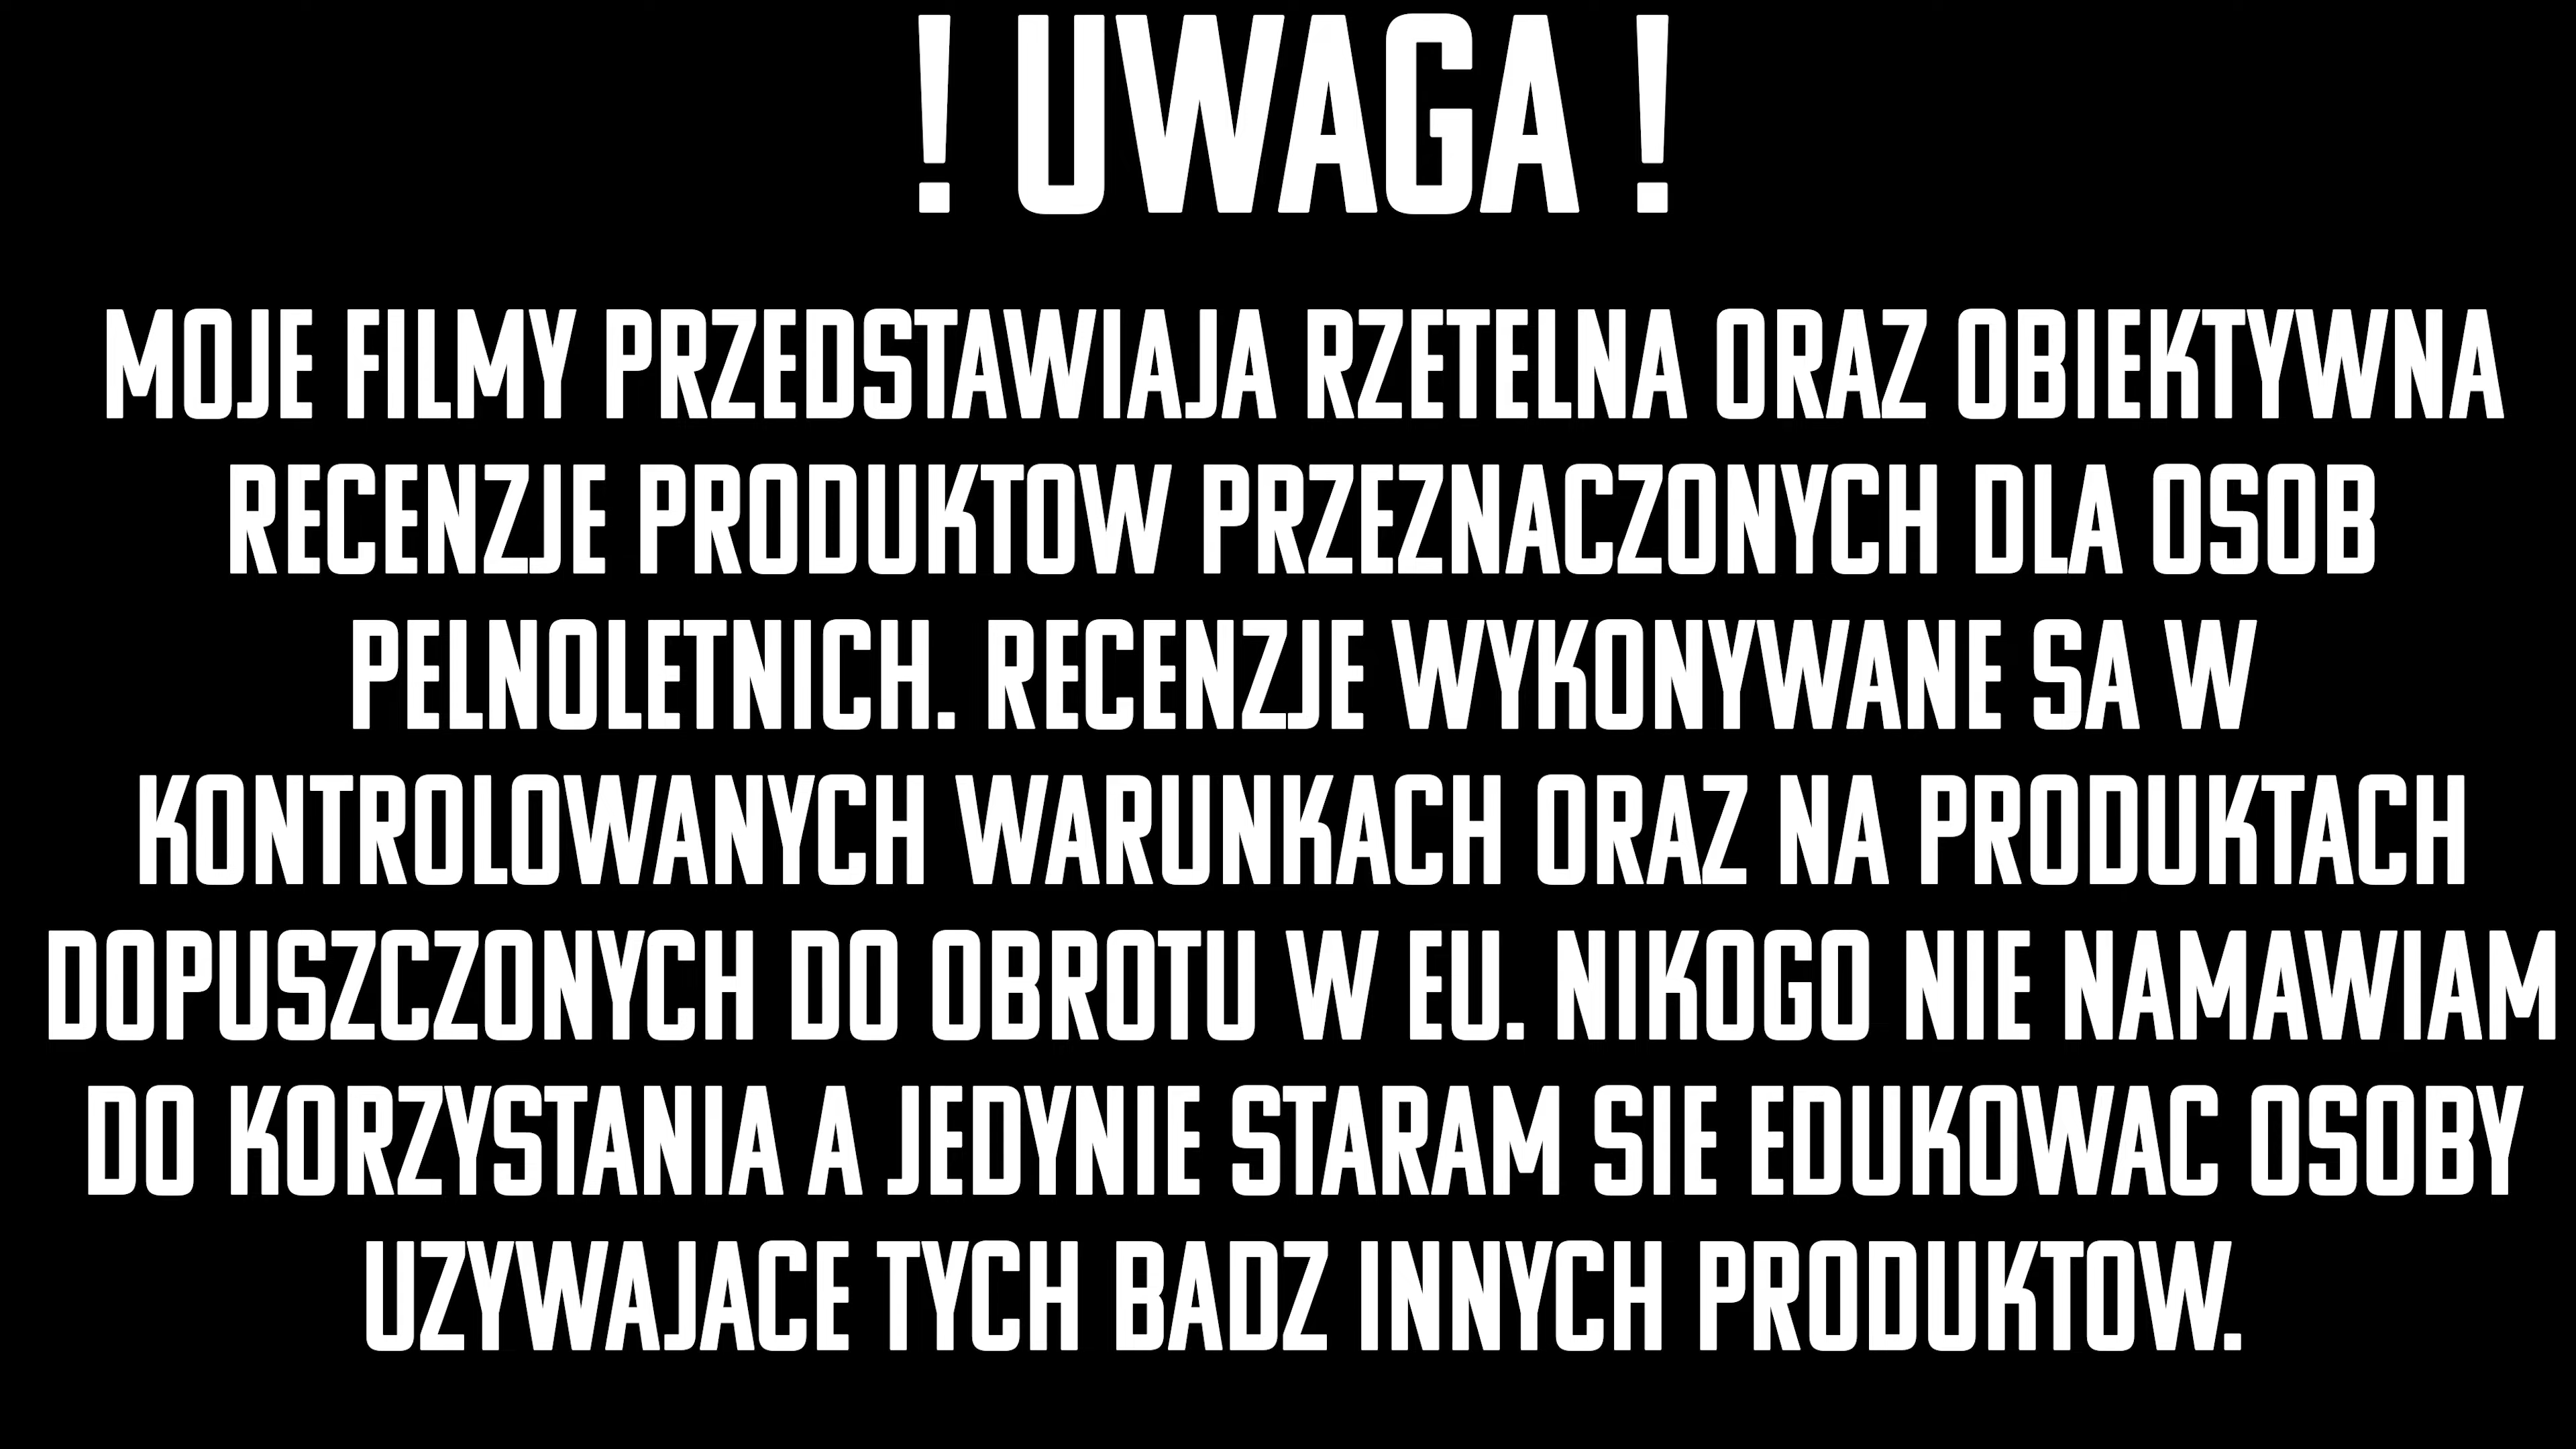 ! UWAGA !
MOJE FILMY PRZEDSTAWIAJA RZETELNA ORAZ OBIEKTYWNA
RECENZJE PRODUKTOW PRZEZNACZONYCH DLA OSOB
PELNOLETNICH. RECENZJE WYKONYWANE SA W
KONTROLOWANYCH WARUNKACH ORAZ NA PRODUKTACH
DOPUSZCZONYCH DO OBROTU W EU. NIKOGO NIE NAMAWIAM
DO KORZYSTANIA A JEDYNIE STARAM SIE EDUKOWAC OSOBY
UZYWAJACE TYCH BADZ INNYCH PRODUKTOW.